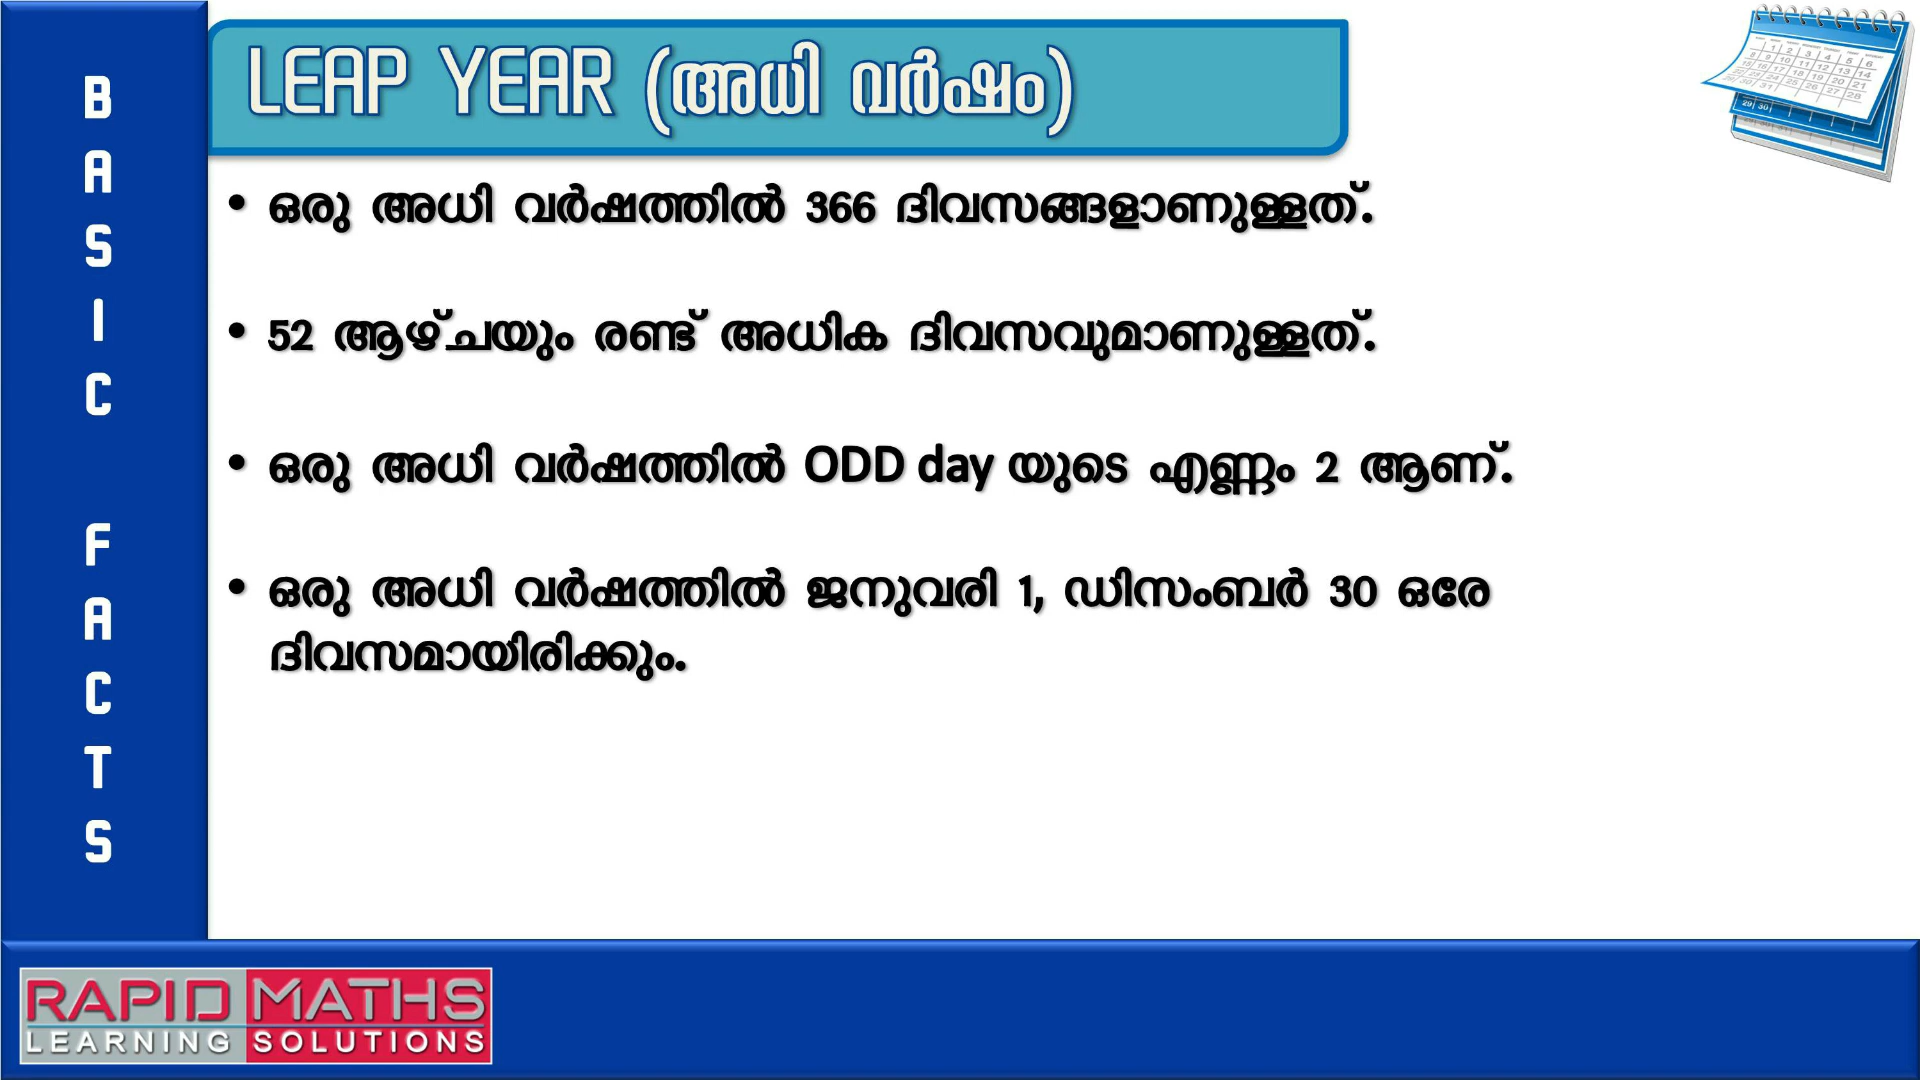 BASIC FACTS
LEAP YEAR (അധി വർഷം)
• ഒരു അധി വർഷത്തിൽ 366 ദിവസങ്ങളാണുള്ളത്.
• 52 ആഴ്ചയും രണ്ട് അധിക ദിവസവുമാണുള്ളത്.
• ഒരു അധി വർഷത്തിൽ ODD day യുടെ എണ്ണം 2 ആണ്.
• ഒരു അധി വർഷത്തിൽ ജനുവരി 1, ഡിസംബർ 30 ഒരേ
ദിവസമായിരിക്കും.
RAPID MATHS
LEARNING SOLUTIONS